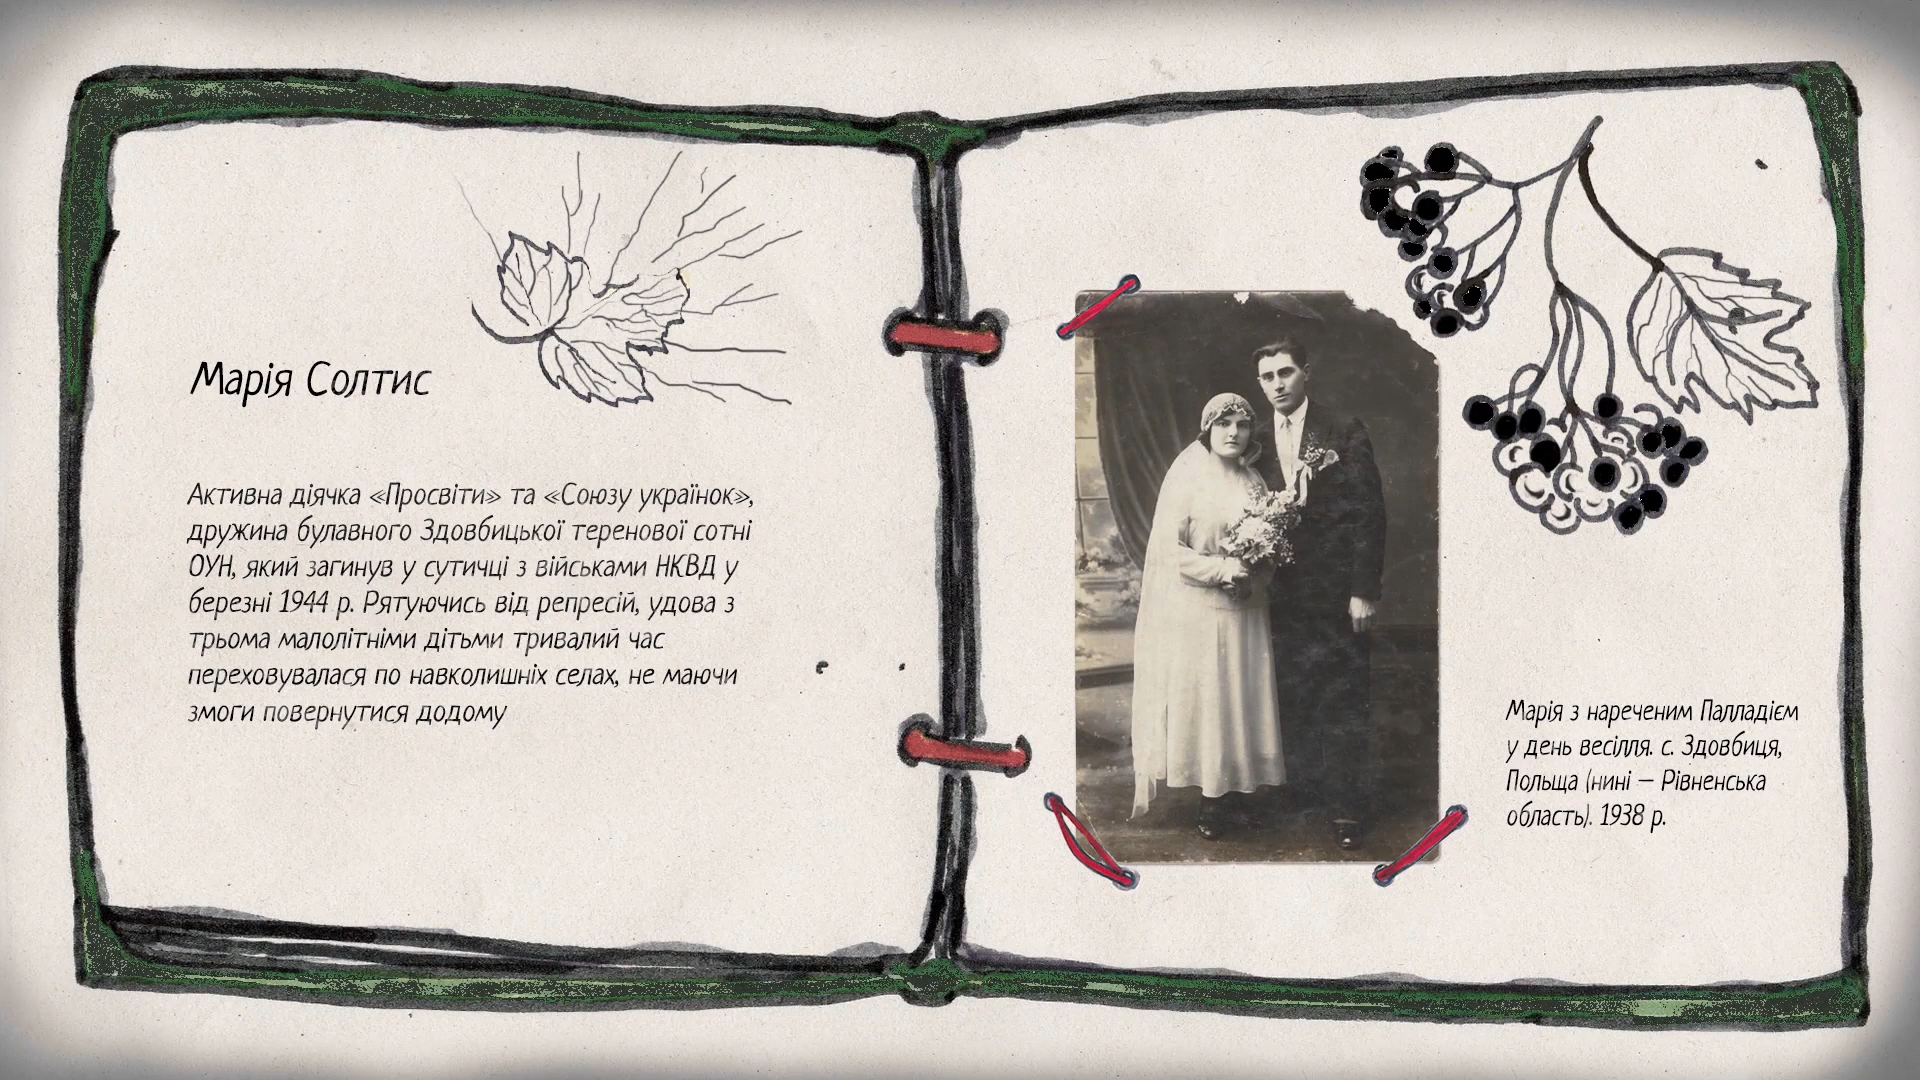 Марія Солтис
Активна діячка «Просвіти» та «Союзу українок»,
дружина булавного Здовбицької теренової сотні
ОУН, який загинув у сутичці з військами НКВД у
березні 1944 р. Рятуючись від репресій, удова з
трьома малолітніми дітьми тривалий час
переховувалася по навколишніх селах, не маючи
змоги повернутися додому
Марія з нареченим Палладієм
у день весілля. с. Здовбиця,
Польща (нині – Рівненська
область). 1938 р.